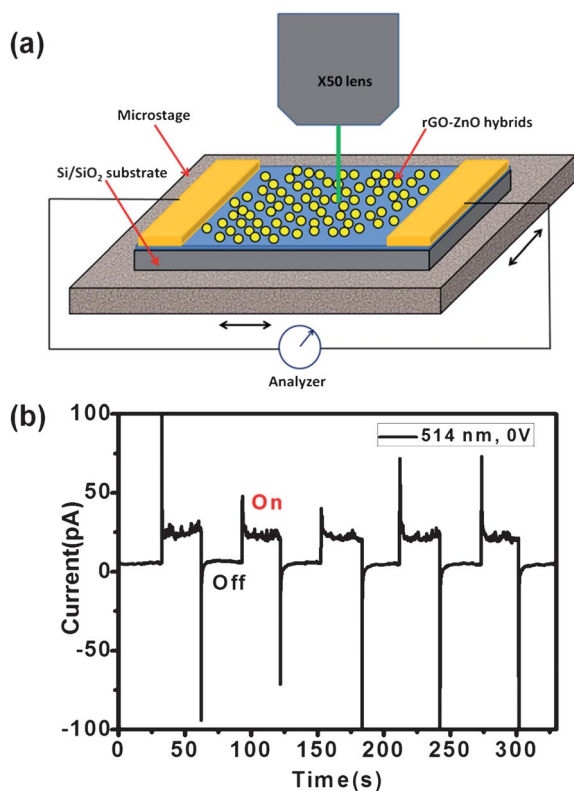 (a)
X50 lens
Microstage
rGO-ZnO hybrids
Si/SiO₂ substrate
Analyzer
(b)
100
514 nm, 0V
50
On
0
Off
-50
-100
Current(pA)
0 50 100 150 200 250 300
Time(s)